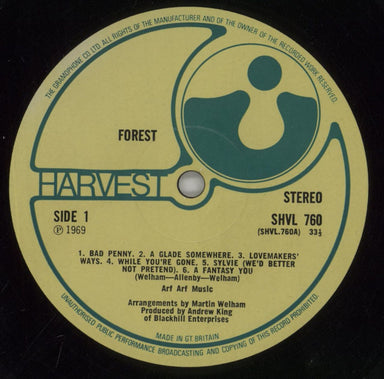 THE GRAMOPHONE CO LTD. ALL RIGHTS OF THE MANUFACTURER AND OF THE OWNER OF THE RECORDED WORK RESERVED.
FOREST
HARVEST
STEREO
SIDE 1
SHVL 760
℗ 1969
(SHVL.760A) 33⅓
1. BAD PENNY. 2. A GLADE SOMEWHERE. 3. LOVEMAKERS'
WAYS. 4. WHILE YOU'RE GONE. 5. SYLVIE (WE'D BETTER
NOT PRETEND). 6. A FANTASY YOU
(Welham—Allenby—Welham)
Arf Arf Music
Arrangements by Martin Welham
Produced by Andrew King
of Blackhill Enterprises
MADE IN GT. BRITAIN
UNAUTHORISED PUBLIC PERFORMANCE BROADCASTING AND COPYING OF THIS RECORD PROHIBITED.